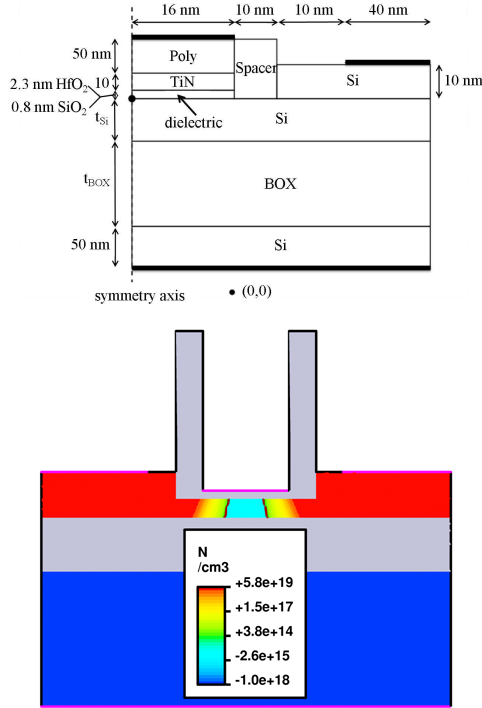 16 nm 10 nm 10 nm 40 nm
50 nm Poly Spacer
2.3 nm HfO₂ 10 TiN Si 10 nm
0.8 nm SiO₂
dielectric
tSi Si
tBOX BOX
50 nm Si
symmetry axis • (0,0)
N
/cm3
+5.8e+19
+1.5e+17
+3.8e+14
-2.6e+15
-1.0e+18